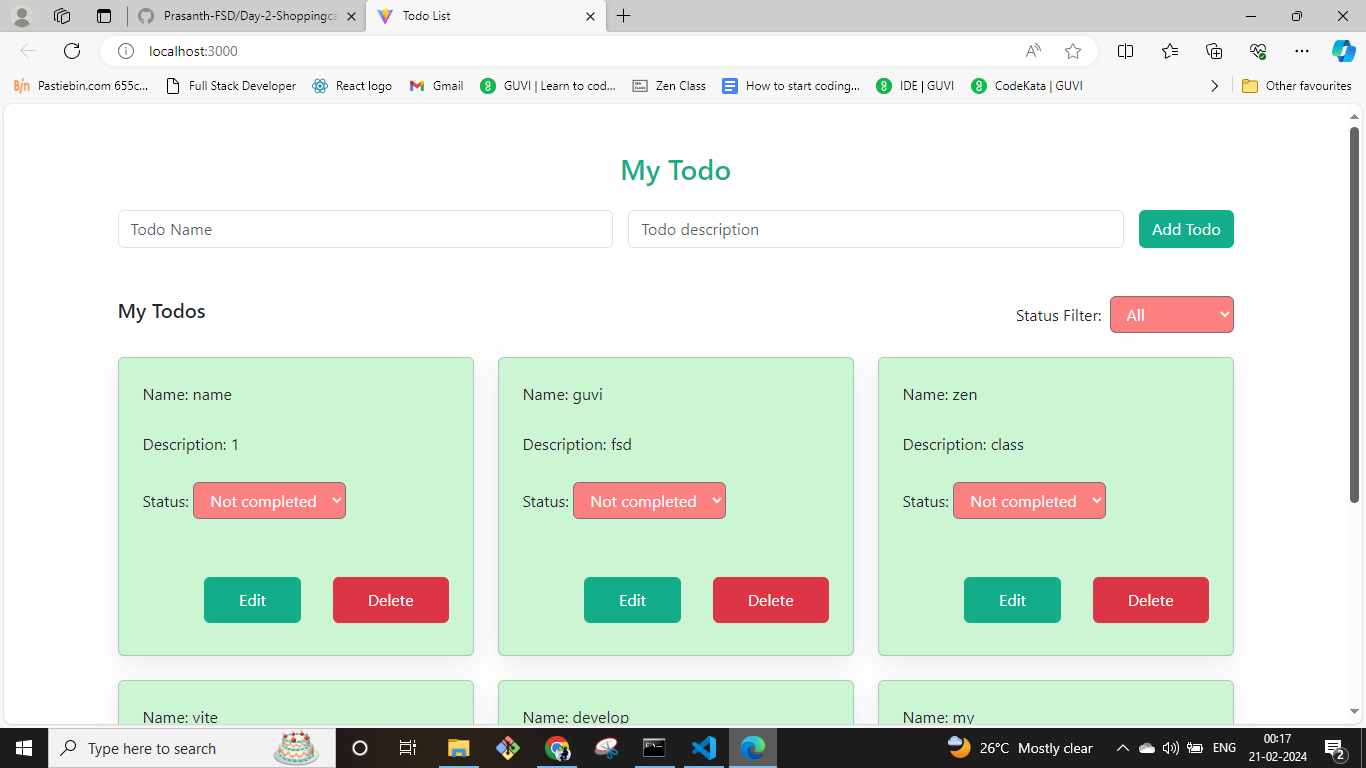 Prasanth-FSD/Day-2-Shoppingca
Todo List
localhost:3000
Pastiebin.com 655c...
Full Stack Developer
React logo
Gmail
GUVI | Learn to cod...
Zen Class
How to start coding...
IDE | GUVI
CodeKata | GUVI
Other favourites
My Todo
Todo Name
Todo description
Add Todo
My Todos
Status Filter: All
Name: name
Name: guvi
Name: zen
Description: 1
Description: fsd
Description: class
Status: Not completed
Status: Not completed
Status: Not completed
Edit Delete
Edit Delete
Edit Delete
Name: vite
Name: develop
Name: my
Type here to search
26°C Mostly clear
ENG
00:17
21-02-2024
2